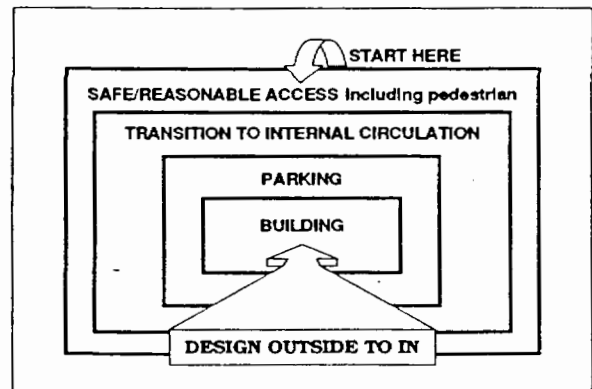 START HERE
SAFE/REASONABLE ACCESS including pedestrian
TRANSITION TO INTERNAL CIRCULATION
PARKING
BUILDING
DESIGN OUTSIDE TO IN